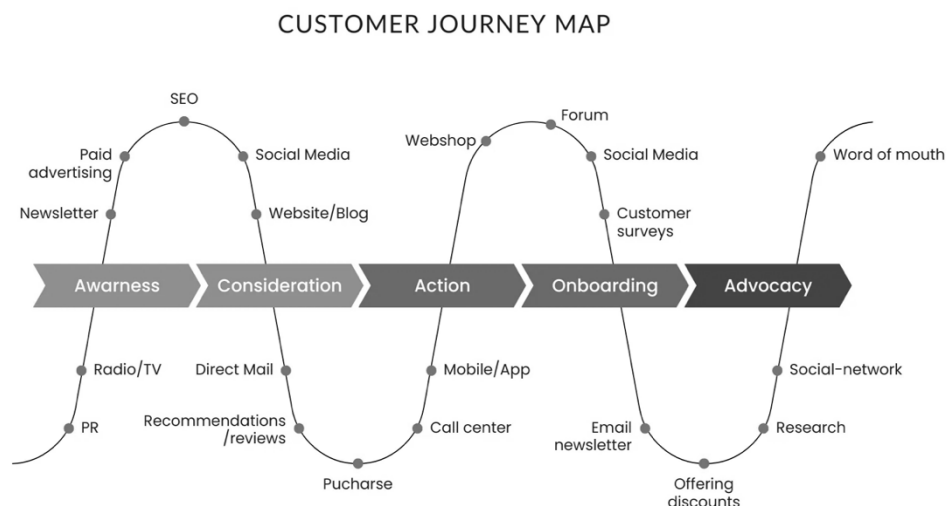 CUSTOMER JOURNEY MAP
SEO
Forum
Webshop
Paid
advertising
Social Media
Social Media
Word of mouth
Newsletter
Website/Blog
Customer
surveys
Awarness
Consideration
Action
Onboarding
Advocacy
Radio/TV
Direct Mail
Mobile/App
Social-network
PR
Recommendations
/reviews
Call center
Email
newsletter
Research
Pucharse
Offering
discounts